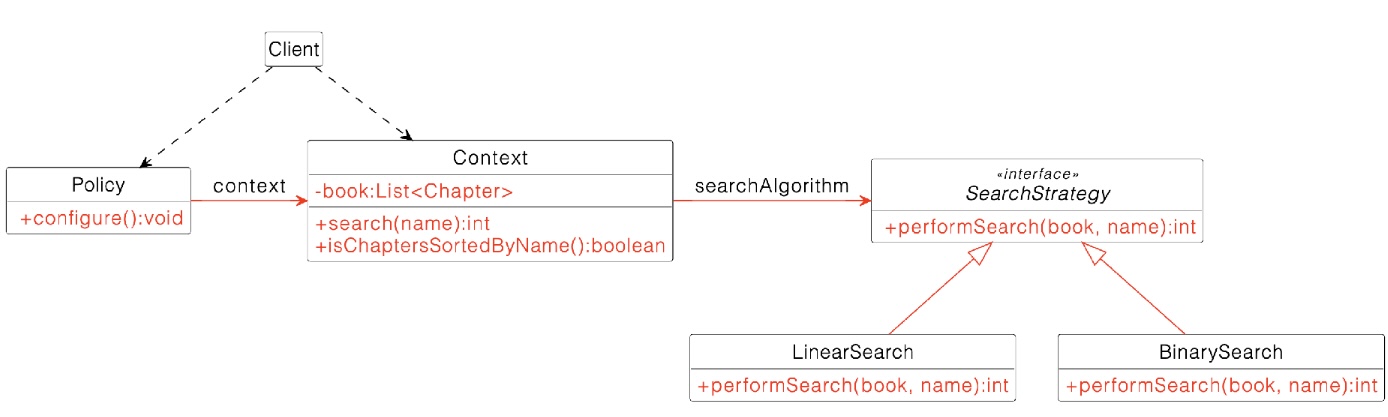 Client
Policy
+configure():void
context
Context
-book:List<Chapter>
+search(name):int
+isChaptersSortedByName():boolean
searchAlgorithm
«interface»
SearchStrategy
+performSearch(book, name):int
LinearSearch
+performSearch(book, name):int
BinarySearch
+performSearch(book, name):int